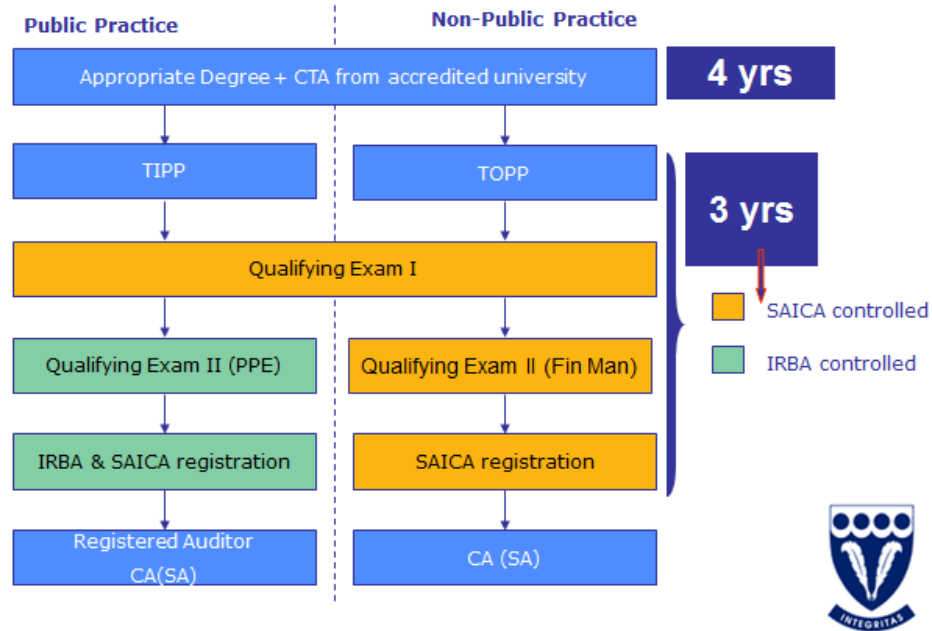 Public Practice
Non-Public Practice
Appropriate Degree + CTA from accredited university
4 yrs
TIPP
TOPP
3 yrs
Qualifying Exam I
SAICA controlled
Qualifying Exam II (PPE)
Qualifying Exam II (Fin Man)
IRBA controlled
IRBA & SAICA registration
SAICA registration
Registered Auditor
CA(SA)
CA (SA)
INTEGRITAS